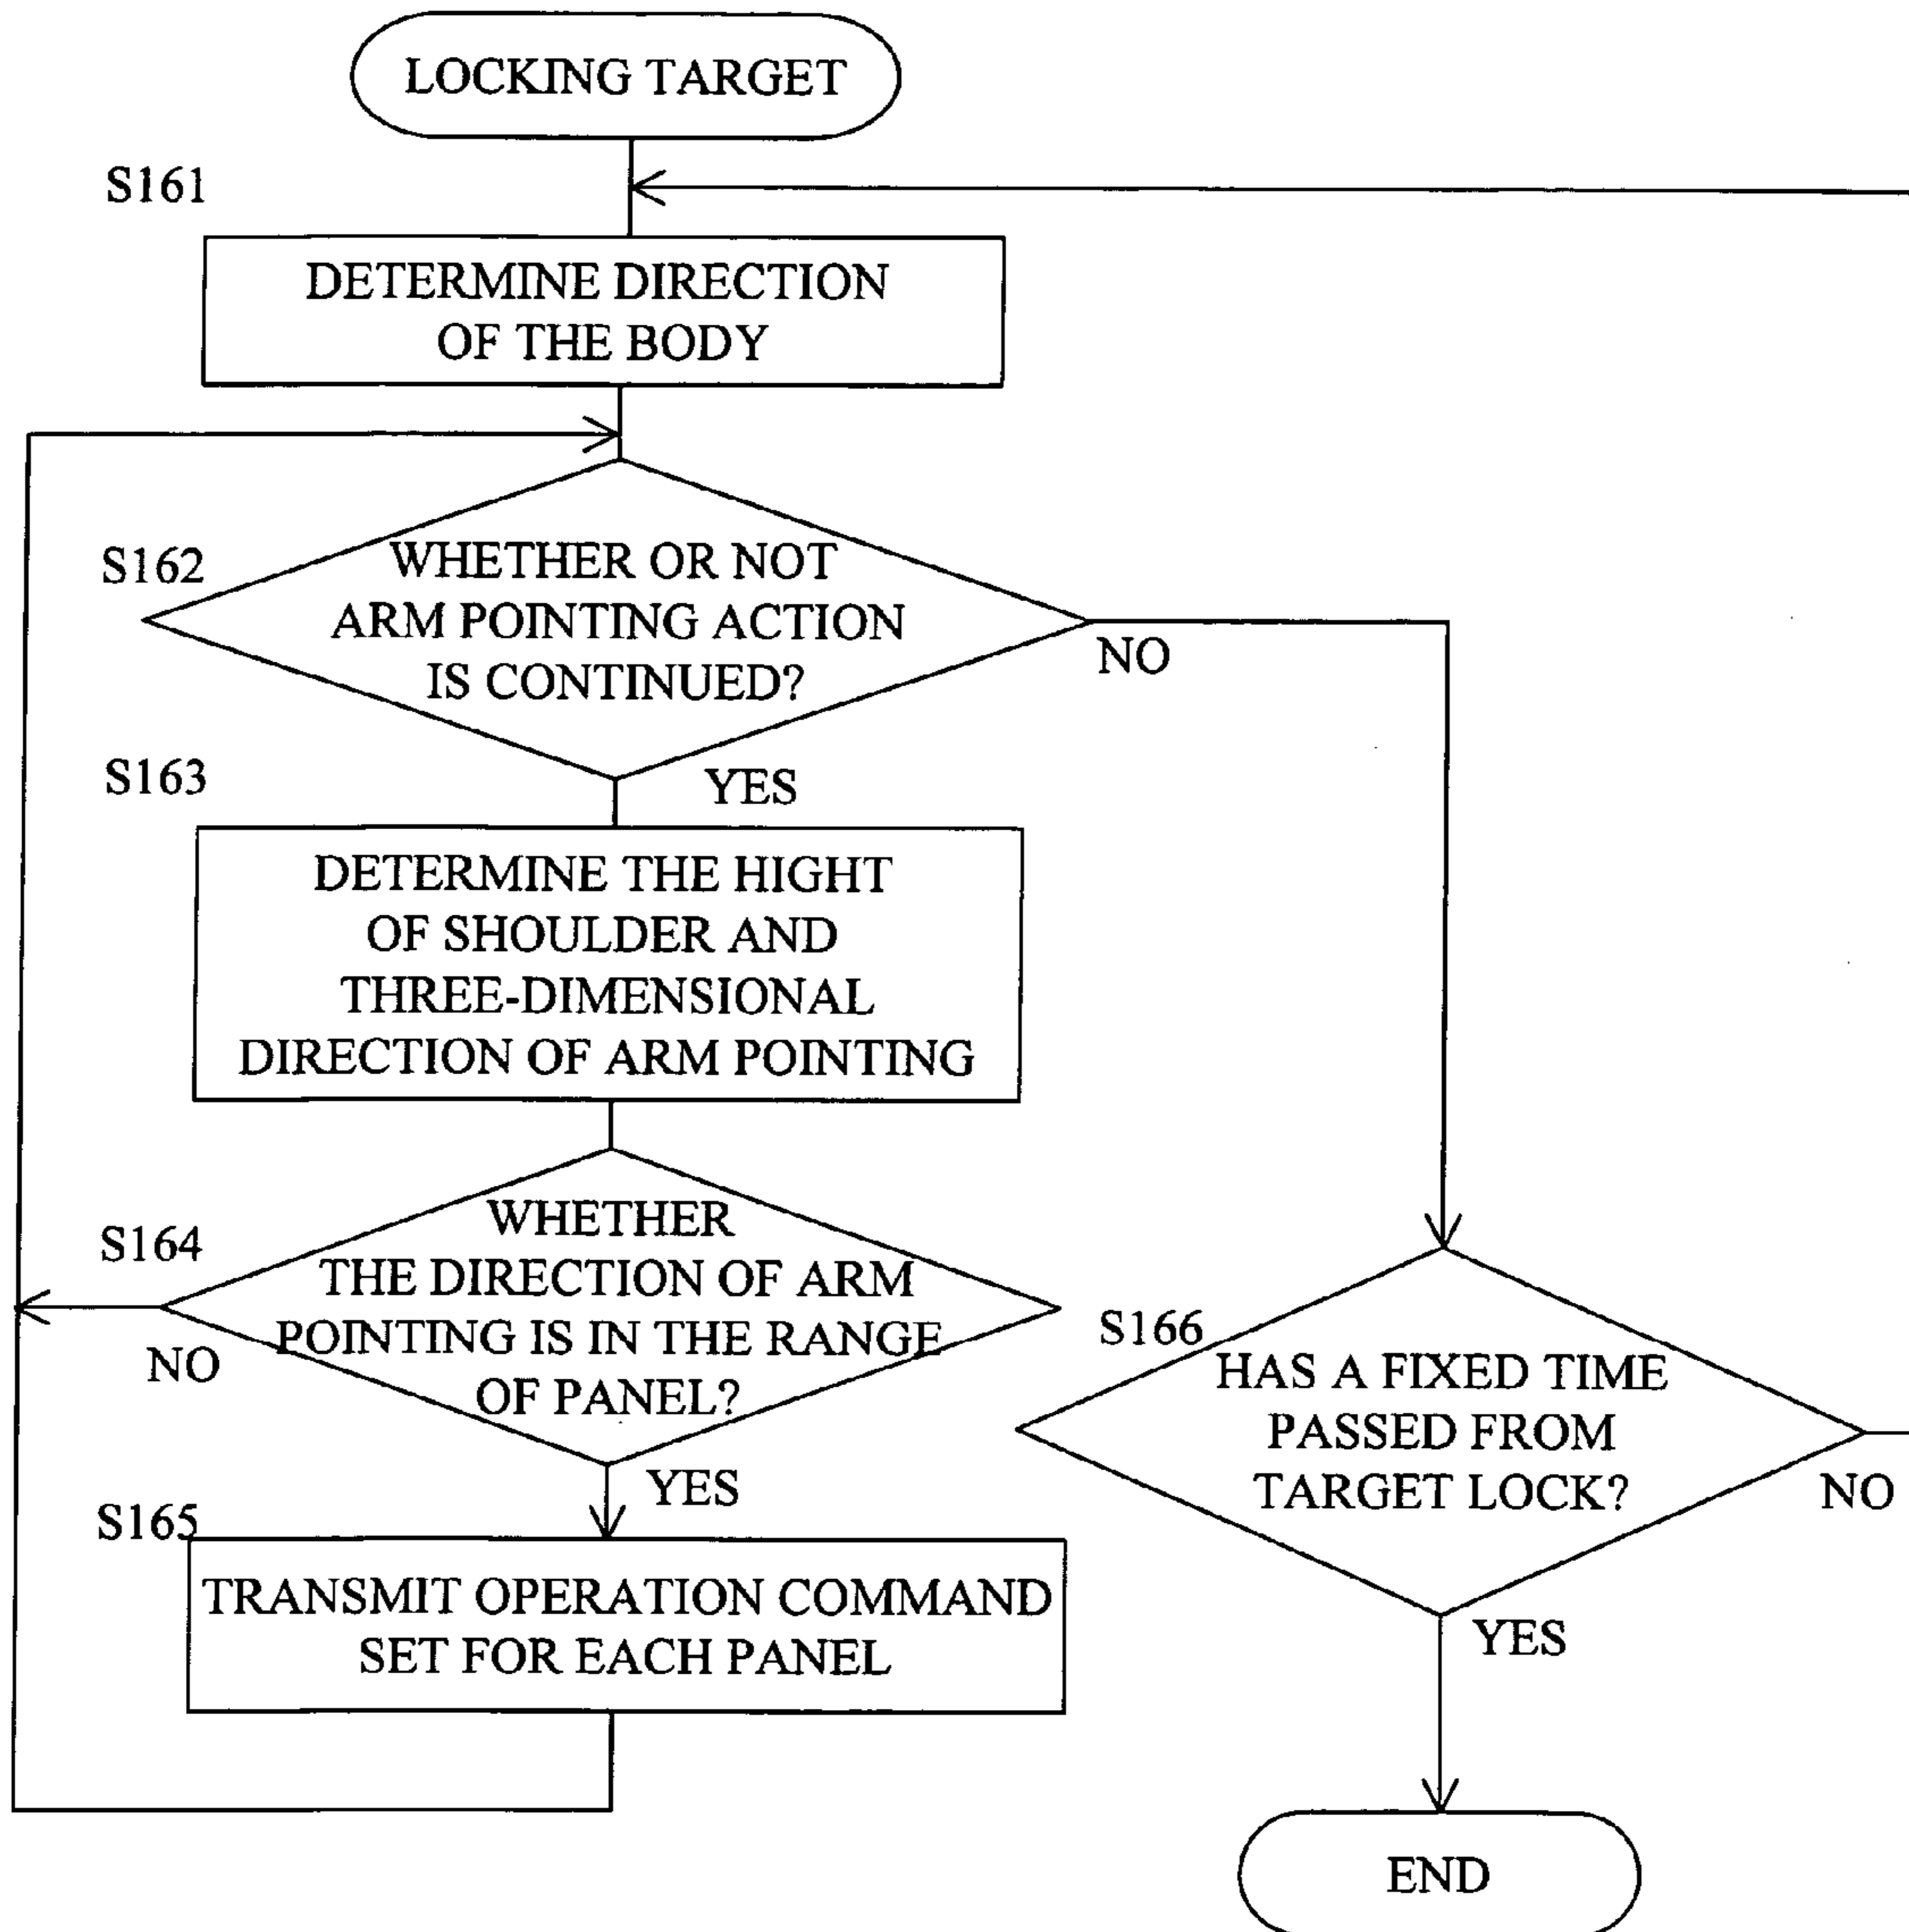 LOCKING TARGET
S161
DETERMINE DIRECTION
OF THE BODY
S162
WHETHER OR NOT
ARM POINTING ACTION
IS CONTINUED?
NO
S163
YES
DETERMINE THE HIGHT
OF SHOULDER AND
THREE-DIMENSIONAL
DIRECTION OF ARM POINTING
S164
WHETHER
THE DIRECTION OF ARM
POINTING IS IN THE RANGE
OF PANEL?
NO
YES
S165
TRANSMIT OPERATION COMMAND
SET FOR EACH PANEL
S166
HAS A FIXED TIME
PASSED FROM
TARGET LOCK?
NO
YES
END